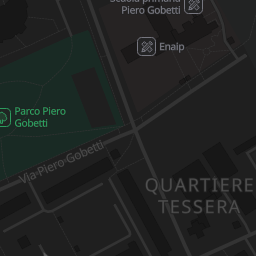 Scuola primaria
Piero Gobetti
Enaip
Parco Piero
Gobetti
Via Piero Gobetti
QUARTIERE
TESSERA